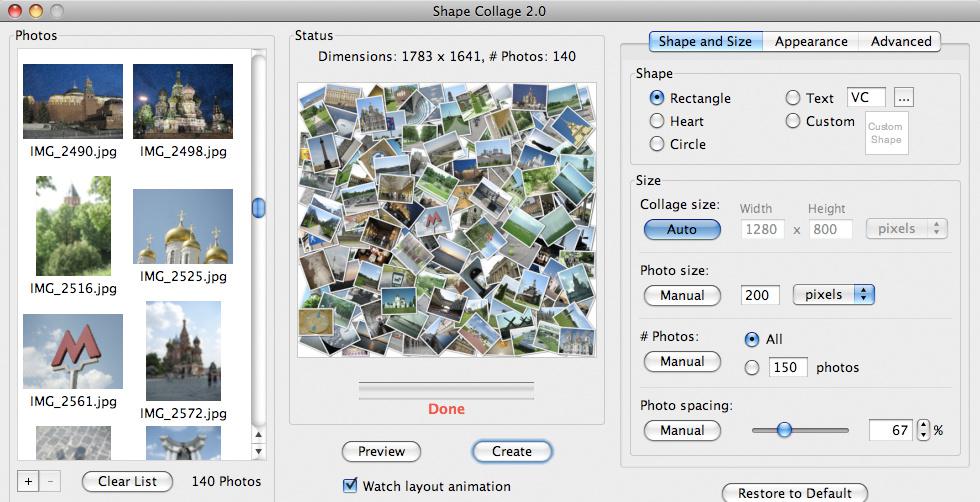 Shape Collage 2.0
Photos
IMG_2490.jpg
IMG_2498.jpg
IMG_2516.jpg
IMG_2525.jpg
IMG_2561.jpg
IMG_2572.jpg
+ -
Clear List
140 Photos
Status
Dimensions: 1783 x 1641, # Photos: 140
Done
Preview
Create
Watch layout animation
Shape and Size
Appearance
Advanced
Shape
Rectangle
Heart
Circle
Text VC ...
Custom
Custom
Shape
Size
Collage size:
Auto
Width
Height
1280 x 800 pixels
Photo size:
Manual 200 pixels
# Photos:
Manual
All
150 photos
Photo spacing:
Manual 67 %
Restore to Default